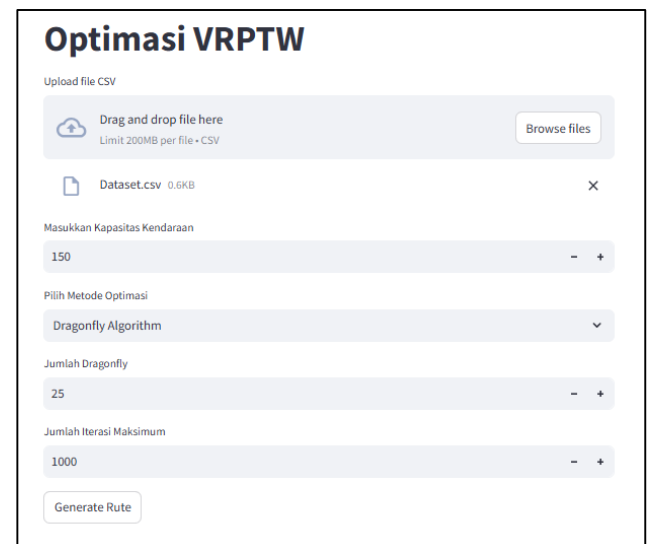 Optimasi VRPTW
Upload file CSV
Drag and drop file here
Limit 200MB per file • CSV
Browse files
Dataset.csv 0.6KB
Masukkan Kapasitas Kendaraan
150
Pilih Metode Optimasi
Dragonfly Algorithm
Jumlah Dragonfly
25
Jumlah Iterasi Maksimum
1000
Generate Rute